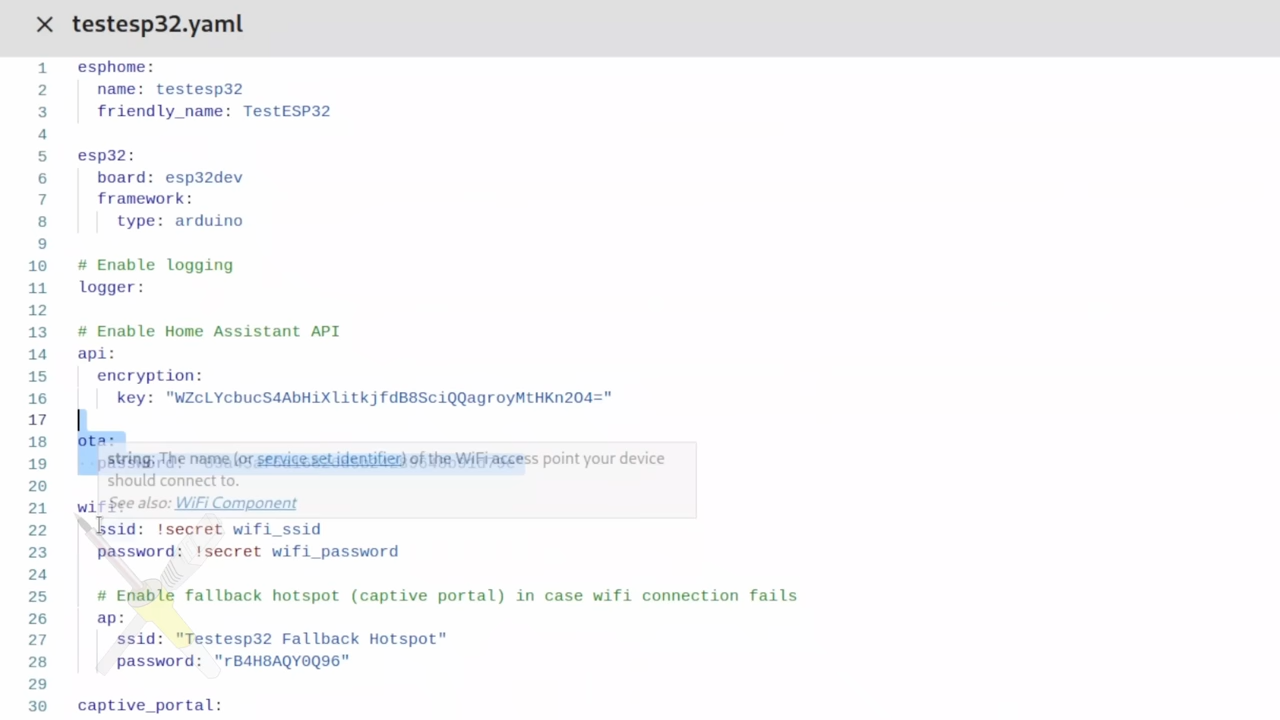 testesp32.yaml
1 esphome:
2 name: testesp32
3 friendly_name: TestESP32
4
5 esp32:
6 board: esp32dev
7 framework:
8 type: arduino
9
10 # Enable logging
11 logger:
12
13 # Enable Home Assistant API
14 api:
15 encryption:
16 key: "WZcLYcbucS4AbHiXlitkjfdB8SciQQagroyMtHKn2O4="
17
18 ota:
19 password:
string: The name (or service set identifier) of the WiFi access point your device
should connect to.
See also: WiFi Component
20
21 wifi:
22 ssid: !secret wifi_ssid
23 password: !secret wifi_password
24
25 # Enable fallback hotspot (captive portal) in case wifi connection fails
26 ap:
27 ssid: "Testesp32 Fallback Hotspot"
28 password: "rB4H8AQY0Q96"
29
30 captive_portal: